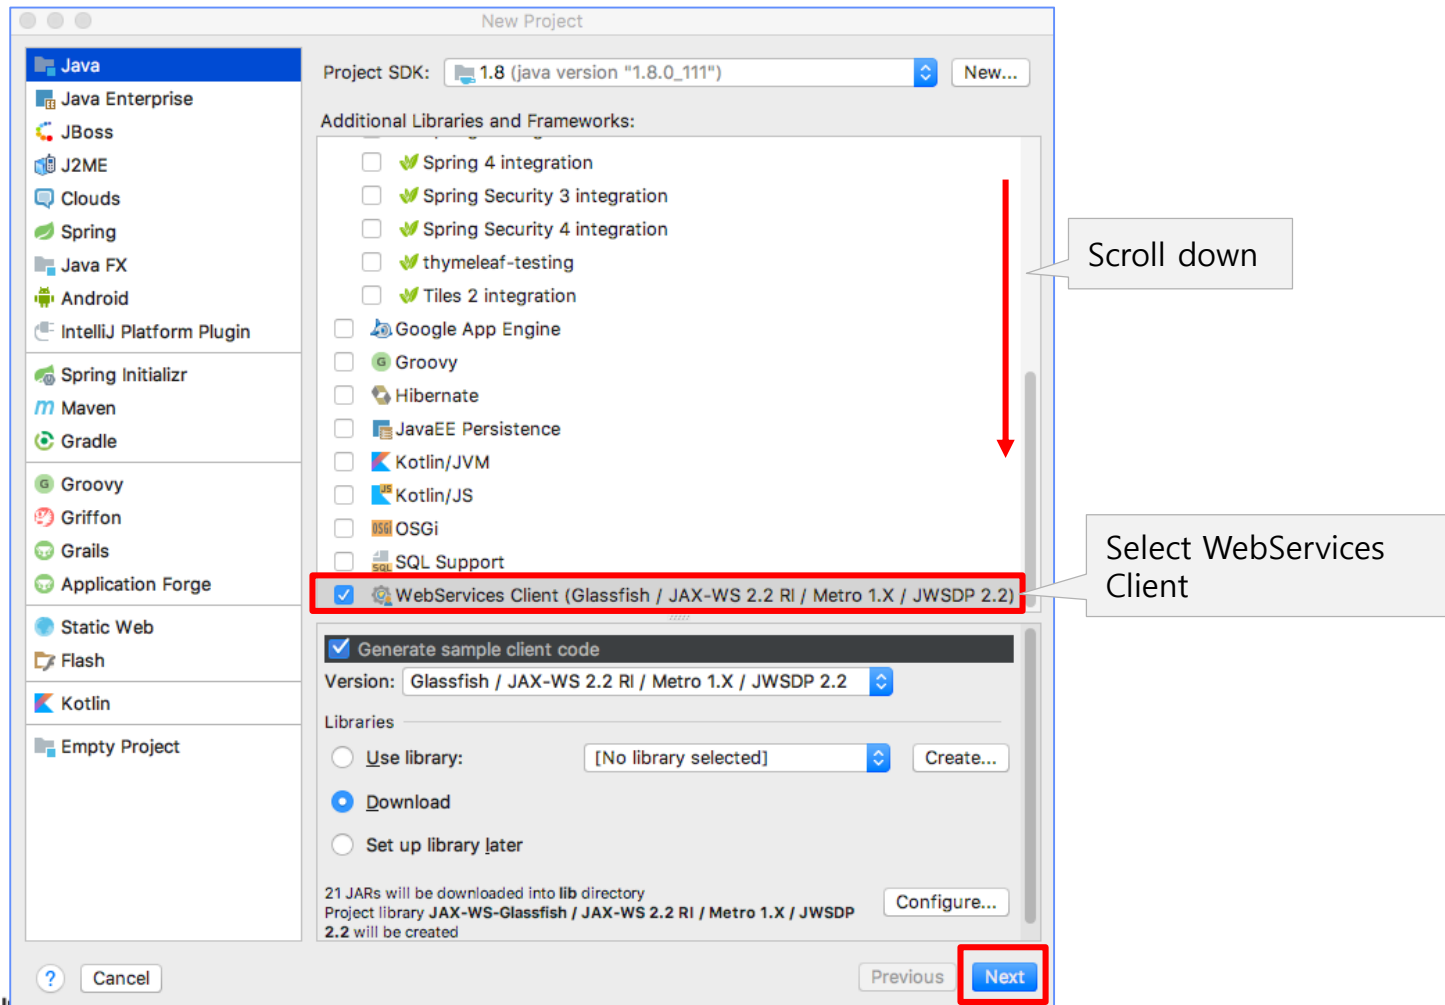 New Project
Java
Java Enterprise
JBoss
J2ME
Clouds
Spring
Java FX
Android
IntelliJ Platform Plugin
Spring Initializr
Maven
Gradle
Groovy
Griffon
Grails
Application Forge
Static Web
Flash
Kotlin
Empty Project
Project SDK: 1.8 (java version "1.8.0_111") New...
Additional Libraries and Frameworks:
Spring 4 integration
Spring Security 3 integration
Spring Security 4 integration
thymeleaf-testing
Tiles 2 integration
Google App Engine
Groovy
Hibernate
JavaEE Persistence
Kotlin/JVM
Kotlin/JS
OSGi
SQL Support
WebServices Client (Glassfish / JAX-WS 2.2 RI / Metro 1.X / JWSDP 2.2)
Generate sample client code
Version: Glassfish / JAX-WS 2.2 RI / Metro 1.X / JWSDP 2.2
Libraries
Use library: [No library selected] Create...
Download
Set up library later
21 JARs will be downloaded into lib directory
Project library JAX-WS-Glassfish / JAX-WS 2.2 RI / Metro 1.X / JWSDP
2.2 will be created
Configure...
? Cancel Previous Next
Scroll down
Select WebServices
Client